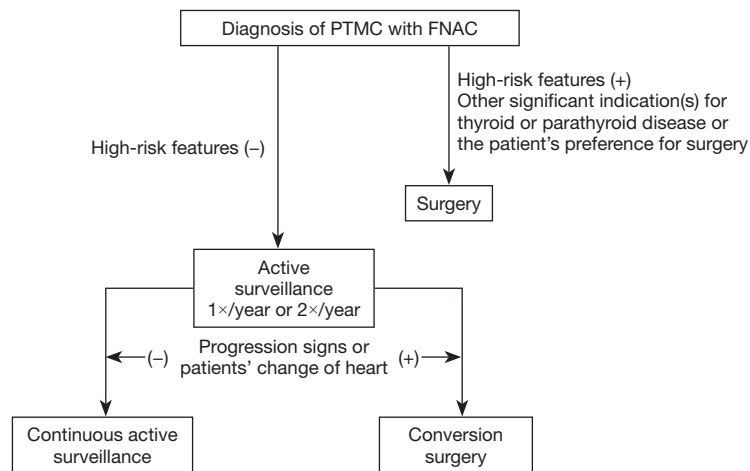 Diagnosis of PTMC with FNAC
High-risk features (+)
Other significant indication(s) for
thyroid or parathyroid disease or
the patient’s preference for surgery
High-risk features (−)
Surgery
Active
surveillance
1×/year or 2×/year
Progression signs or
patients’ change of heart
(−)
(+)
Continuous active
surveillance
Conversion
surgery